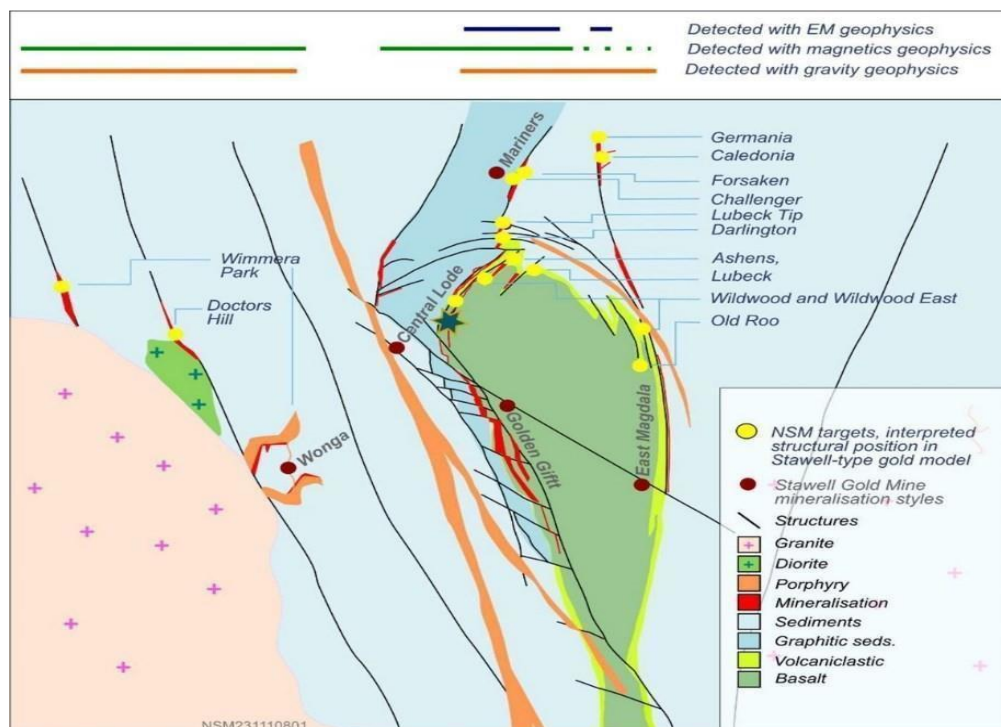 Detected with EM geophysics
Detected with magnetics geophysics
Detected with gravity geophysics
Mariners
Germania
Caledonia
Forsaken
Challenger
Lubeck Tip
Darlington
Ashens,
Lubeck
Wildwood and Wildwood East
Old Roo
Wimmera
Park
Doctors
Hill
Central Lode
Wonga
Golden Giftt
East Magdala
NSM targets, interpreted
structural position in
Stawell-type gold model
Stawell Gold Mine
mineralisation styles
Structures
Granite
Diorite
Porphyry
Mineralisation
Sediments
Graphitic seds.
Volcaniclastic
Basalt
NSM231110801